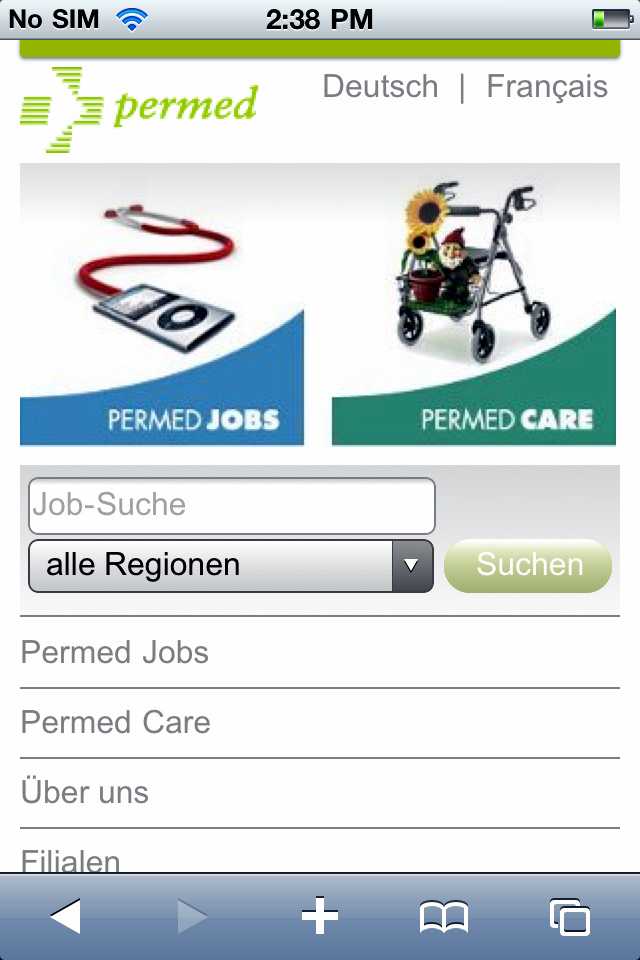 No SIM 2:38 PM
permed
Deutsch | Français
PERMED JOBS
PERMED CARE
Job-Suche
alle Regionen
Suchen
Permed Jobs
Permed Care
Über uns
Filialen